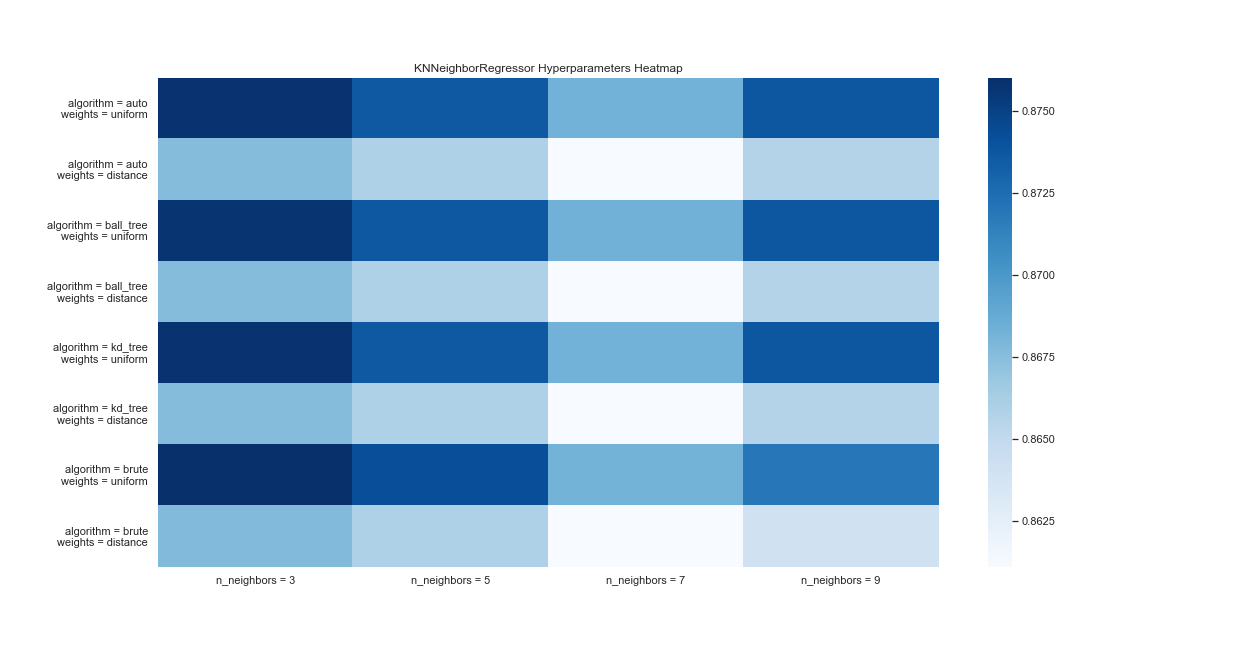 KNNeighborRegressor Hyperparameters Heatmap
algorithm = auto
weights = uniform
algorithm = auto
weights = distance
algorithm = ball_tree
weights = uniform
algorithm = ball_tree
weights = distance
algorithm = kd_tree
weights = uniform
algorithm = kd_tree
weights = distance
algorithm = brute
weights = uniform
algorithm = brute
weights = distance
n_neighbors = 3
n_neighbors = 5
n_neighbors = 7
n_neighbors = 9
0.8750
0.8725
0.8700
0.8675
0.8650
0.8625